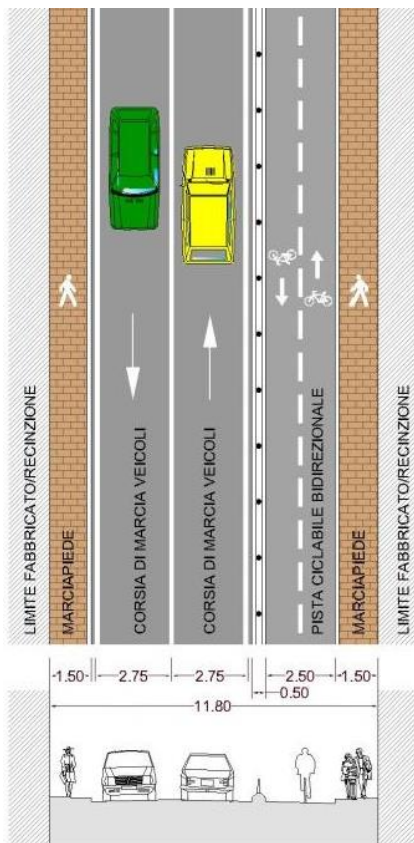 LIMITE FABBRICATO/RECINZIONE
MARCIAPIEDE
CORSIA DI MARCIA VEICOLI
CORSIA DI MARCIA VEICOLI
PISTA CICLABILE BIDIREZIONALE
MARCIAPIEDE
LIMITE FABBRICATO/RECINZIONE
1.50 2.75 2.75 2.50 1.50
0.50
11.80